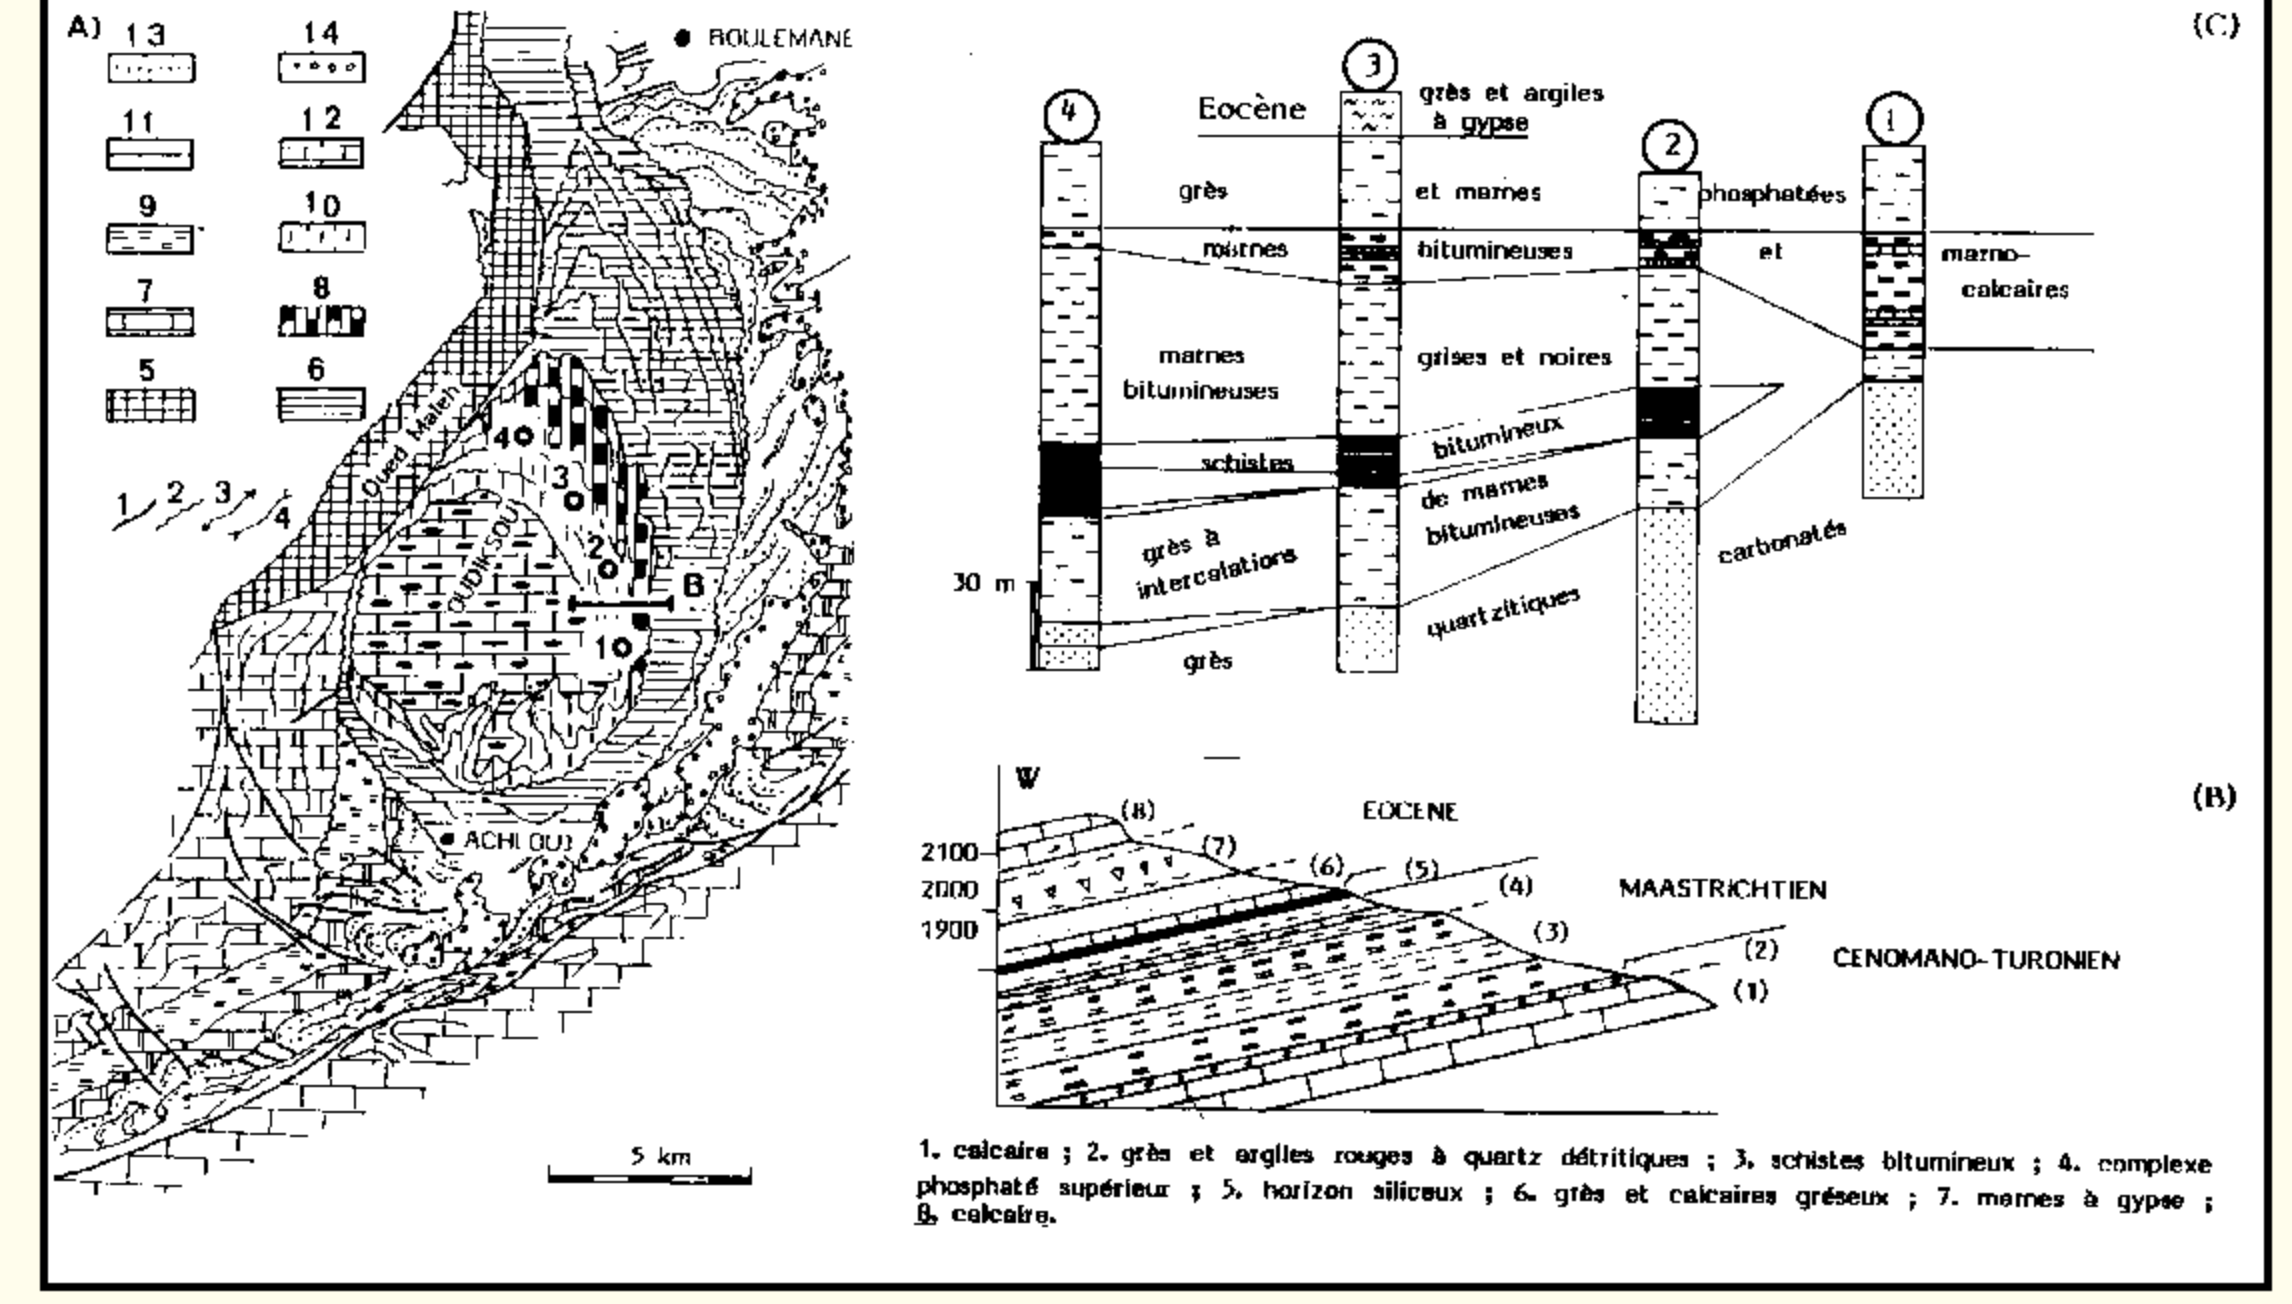 A)
13
14
11
12
9
10
7
8
5
6
1 2 3 4
BOULEMANE
Oued Maleh
OUDIKSOU
4
3
2
1
B
ACHLOUJ
5 km
(C)
4
3
2
1
Eocène
grès et argiles
à gypse
grès et marnes phosphatées
marnes bitumineuses et marno-
calcaires
marnes grises et noires
bitumineuses
schistes bitumineux
grès à
intercalations
de marnes
bitumineuses
30 m
grès quartzitiques carbonatés
(B)
W
2100
2000
1900
(8)
(7)
(6)
(5)
(4)
(3)
(2)
(1)
EOCENE
MAASTRICHTIEN
CENOMANO-TURONIEN
1. calcaire ; 2. grès et argiles rouges à quartz détritiques ; 3. schistes bitumineux ; 4. complexe
phosphaté supérieur ; 5. horizon siliceux ; 6. grès et calcaires gréseux ; 7. marnes à gypse ;
8. calcaire.